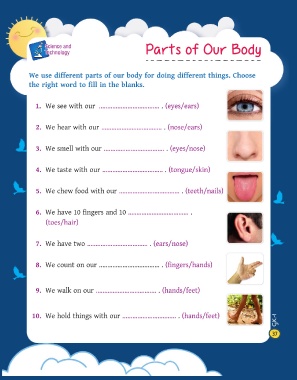 Science and
Technology
Parts of Our Body
We use different parts of our body for doing different things. Choose
the right word to fill in the blanks.
1. We see with our .............................. . (eyes/ears)
2. We hear with our .............................. . (nose/ears)
3. We smell with our .............................. . (eyes/nose)
4. We taste with our .............................. . (tongue/skin)
5. We chew food with our .............................. . (teeth/nails)
6. We have 10 fingers and 10 .............................. .
(toes/hair)
7. We have two .............................. . (ears/nose)
8. We count on our .............................. . (fingers/hands)
9. We walk on our .............................. . (hands/feet)
10. We hold things with our .............................. . (hands/feet)